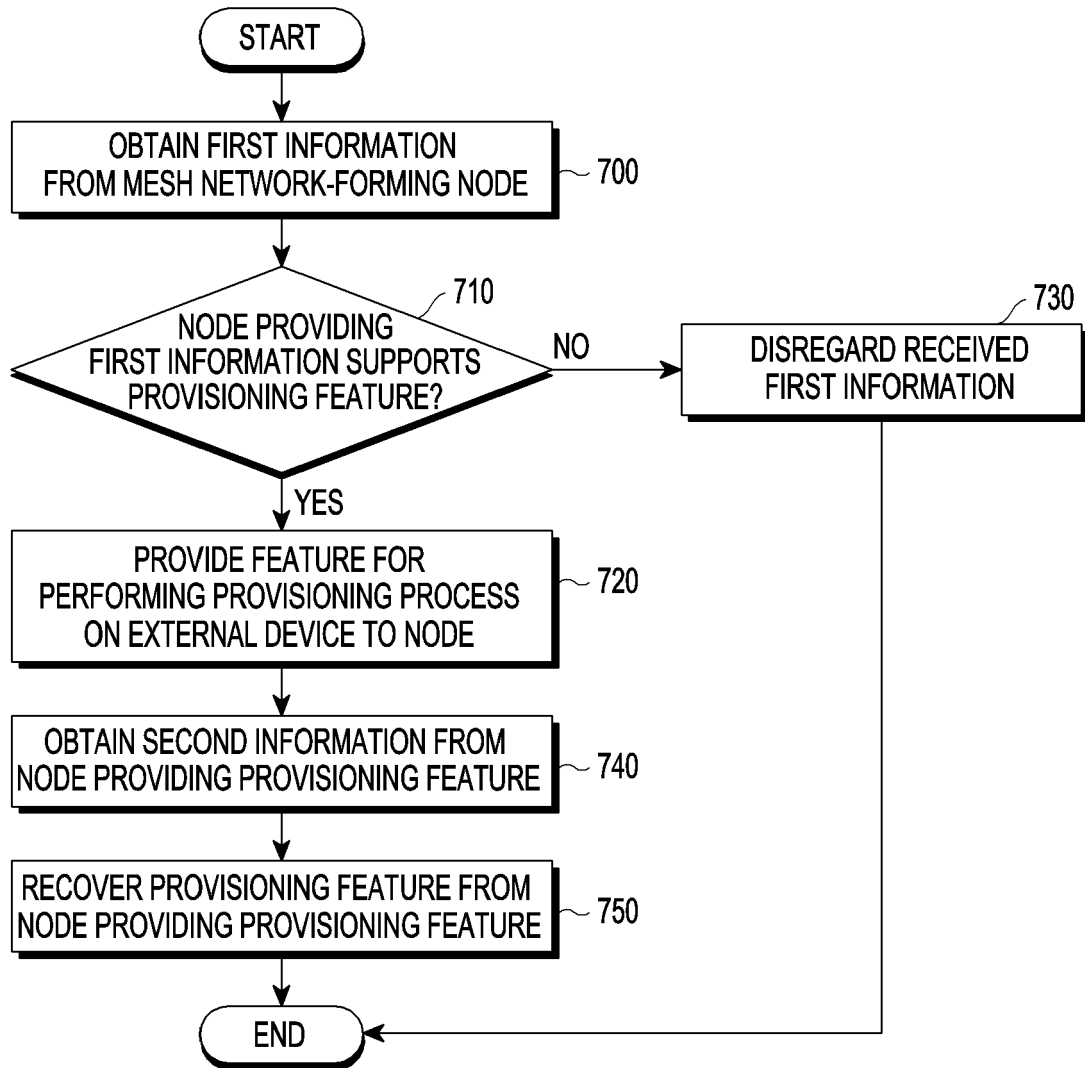 START
OBTAIN FIRST INFORMATION
FROM MESH NETWORK-FORMING NODE
700
710
NODE PROVIDING
FIRST INFORMATION SUPPORTS
PROVISIONING FEATURE?
NO
730
DISREGARD RECEIVED
FIRST INFORMATION
YES
PROVIDE FEATURE FOR
PERFORMING PROVISIONING PROCESS
ON EXTERNAL DEVICE TO NODE
720
OBTAIN SECOND INFORMATION FROM
NODE PROVIDING PROVISIONING FEATURE
740
RECOVER PROVISIONING FEATURE FROM
NODE PROVIDING PROVISIONING FEATURE
750
END